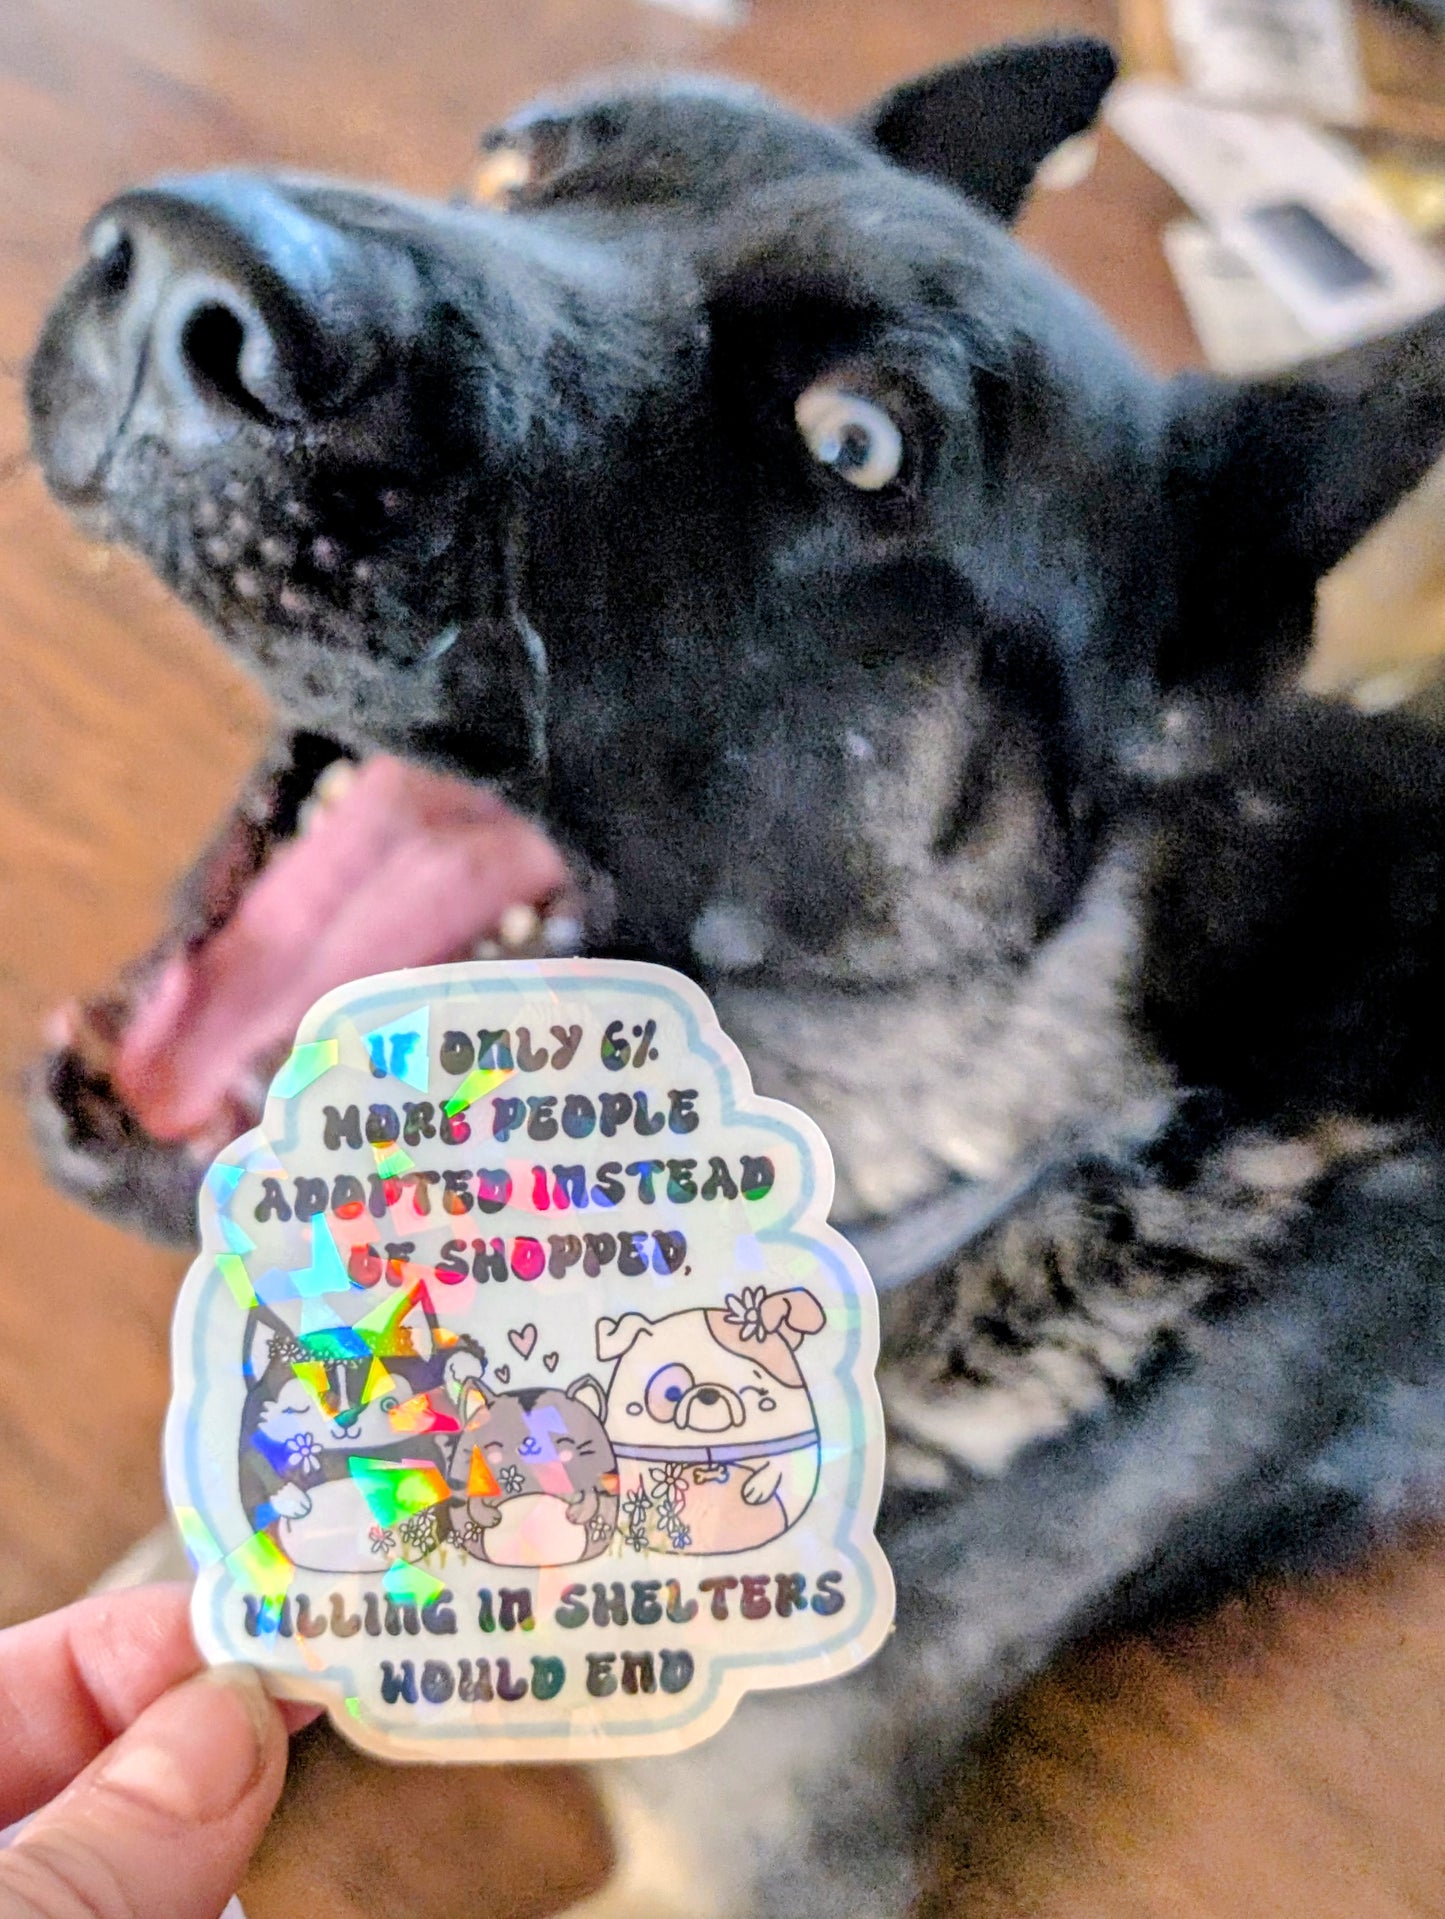 IF ONLY 6%
MORE PEOPLE
ADOPTED INSTEAD
OF SHOPPED,
KILLING IN SHELTERS
WOULD END